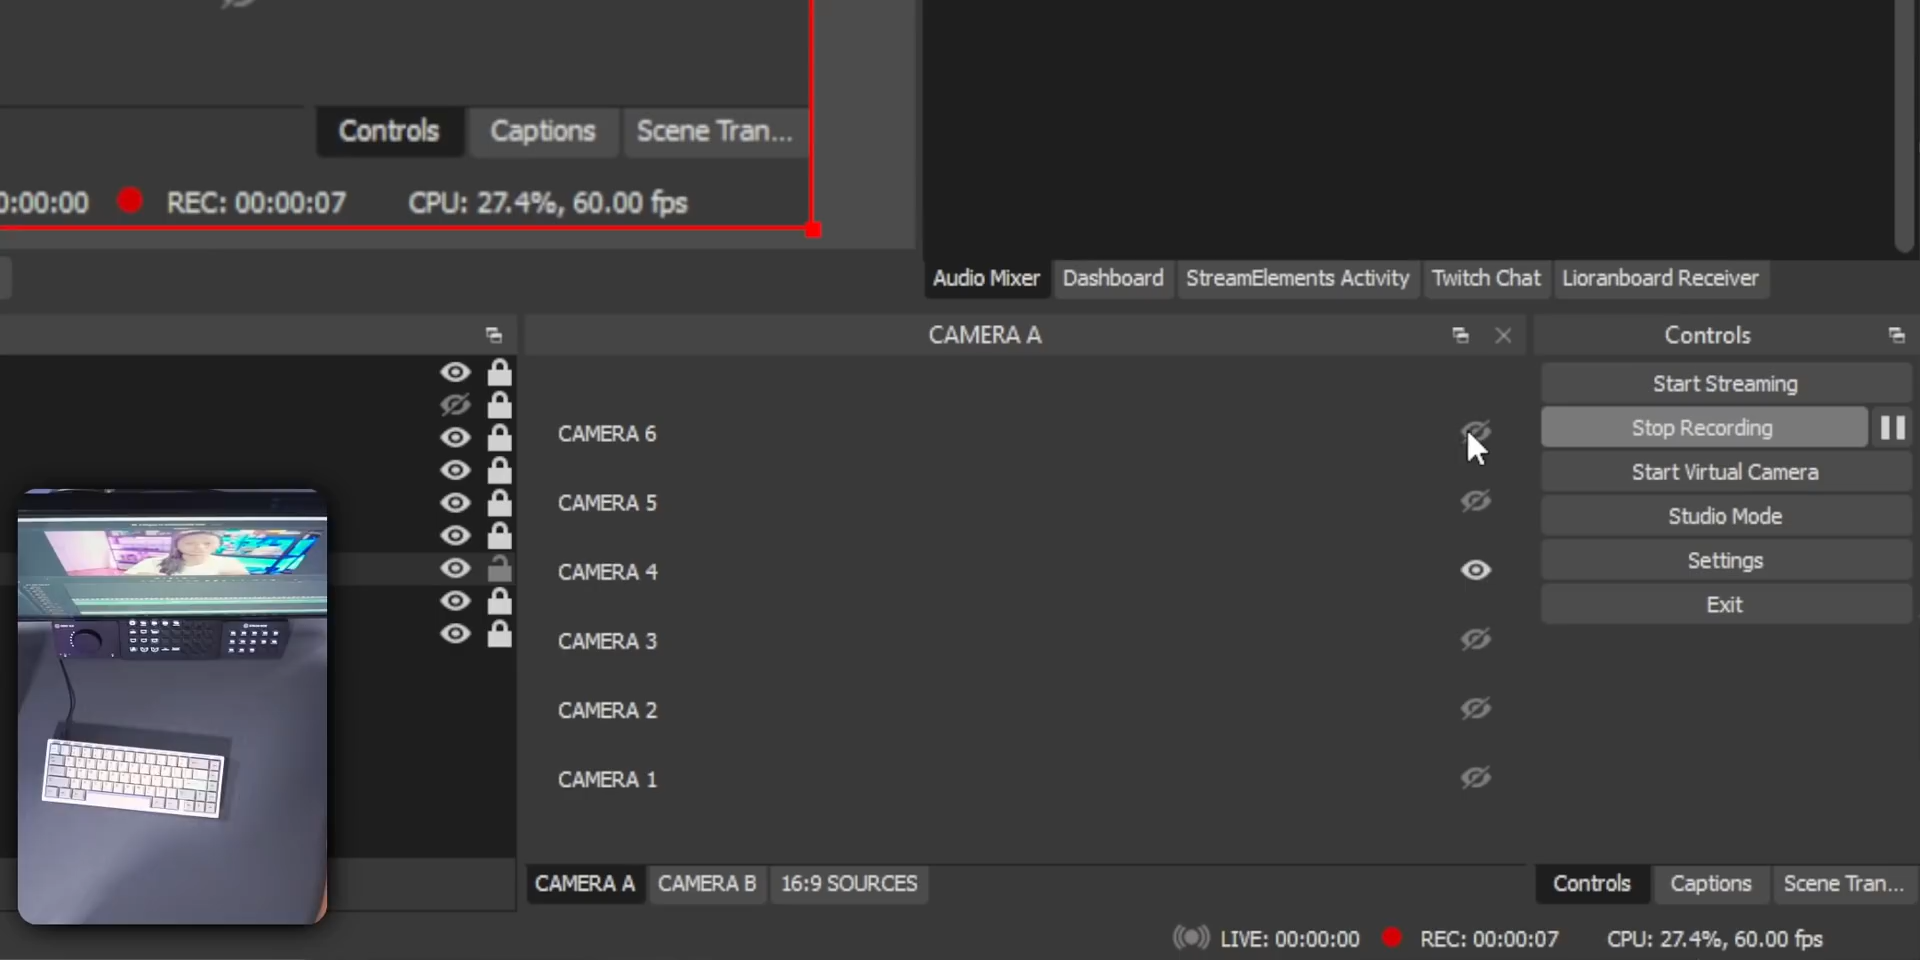 Controls
Captions
Scene Tran...
0:00:00
REC: 00:00:07
CPU: 27.4%, 60.00 fps
Audio Mixer
Dashboard
StreamElements Activity
Twitch Chat
Lioranboard Receiver
CAMERA A
CAMERA 6
CAMERA 5
CAMERA 4
CAMERA 3
CAMERA 2
CAMERA 1
CAMERA A
CAMERA B
16:9 SOURCES
Controls
Start Streaming
Stop Recording
Start Virtual Camera
Studio Mode
Settings
Exit
Controls
Captions
Scene Tran...
LIVE: 00:00:00
REC: 00:00:07
CPU: 27.4%, 60.00 fps